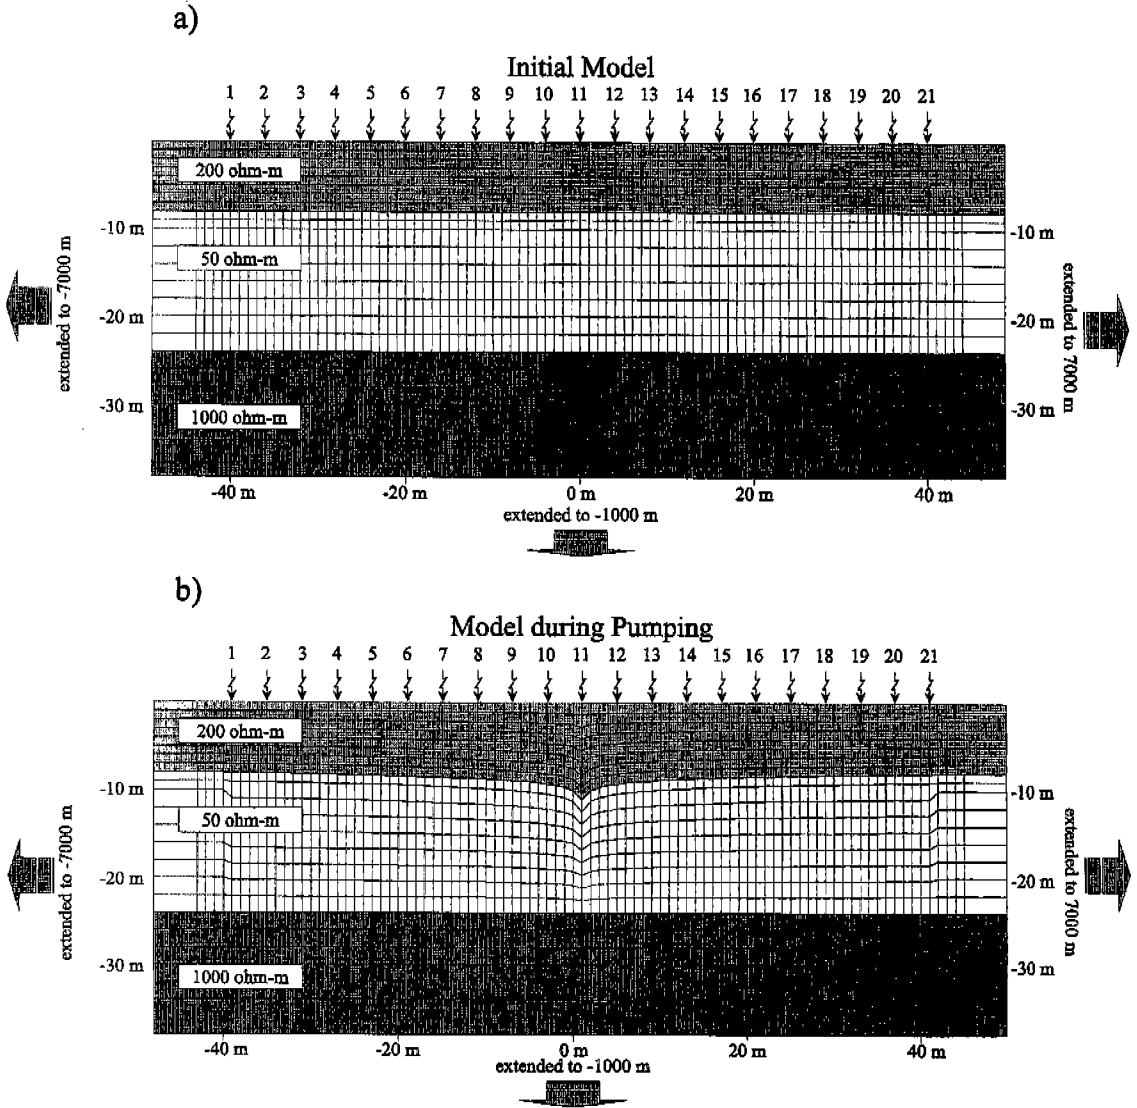 a)
Initial Model
1 2 3 4 5 6 7 8 9 10 11 12 13 14 15 16 17 18 19 20 21
200 ohm-m
-10 m
-10 m
50 ohm-m
extended to -7000 m
extended to 7000 m
-20 m
-20 m
-30 m
1000 ohm-m
-30 m
-40 m -20 m 0 m 20 m 40 m
extended to -1000 m
b)
Model during Pumping
1 2 3 4 5 6 7 8 9 10 11 12 13 14 15 16 17 18 19 20 21
200 ohm-m
-10 m
-10 m
50 ohm-m
extended to -7000 m
extended to 7000 m
-20 m
-20 m
-30 m
1000 ohm-m
-30 m
-40 m -20 m 0 m 20 m 40 m
extended to -1000 m